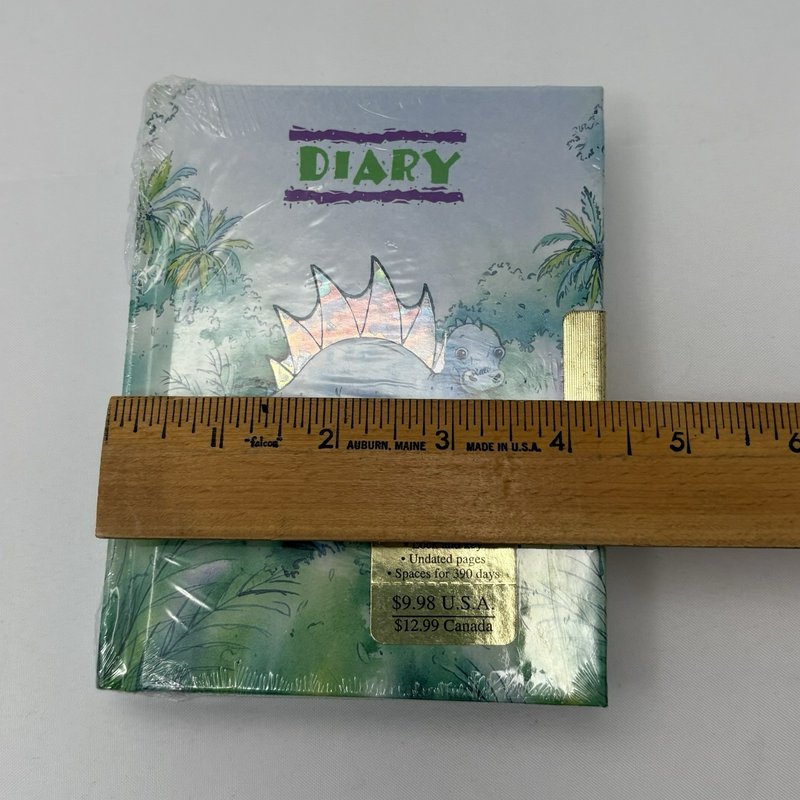 DIARY
1 "falcon" 2 AUBURN, MAINE 3 MADE IN U.S.A. 4 5 6
• Undated pages
• Spaces for 390 days
$9.98 U.S.A.
$12.99 Canada